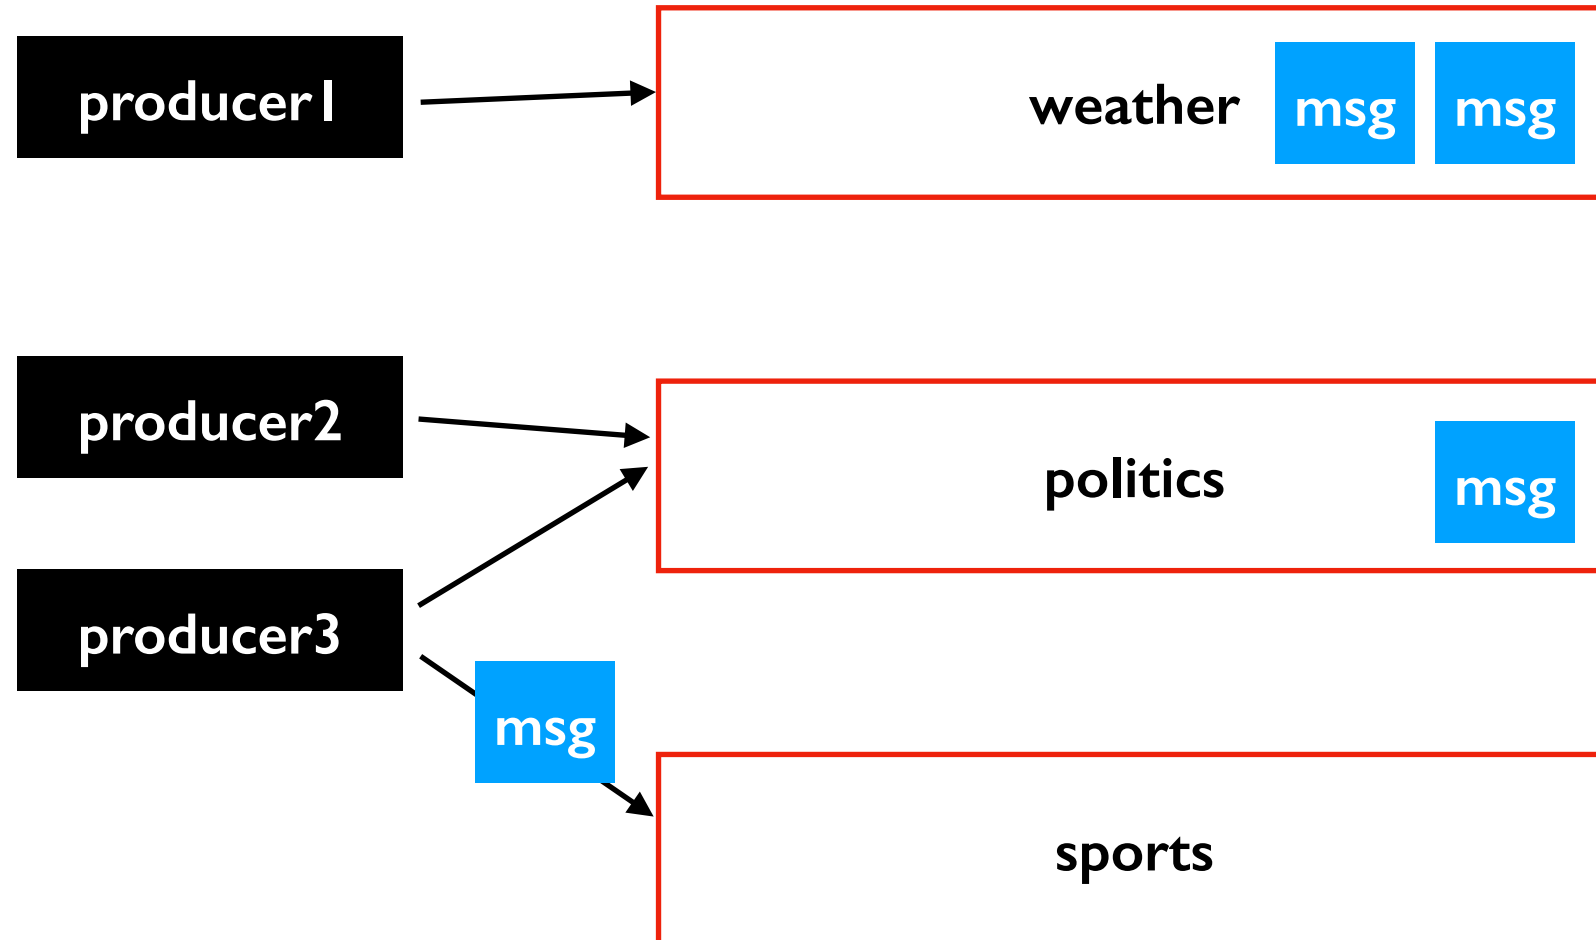 producer1
weather
msg
msg
producer2
politics
msg
producer3
msg
sports